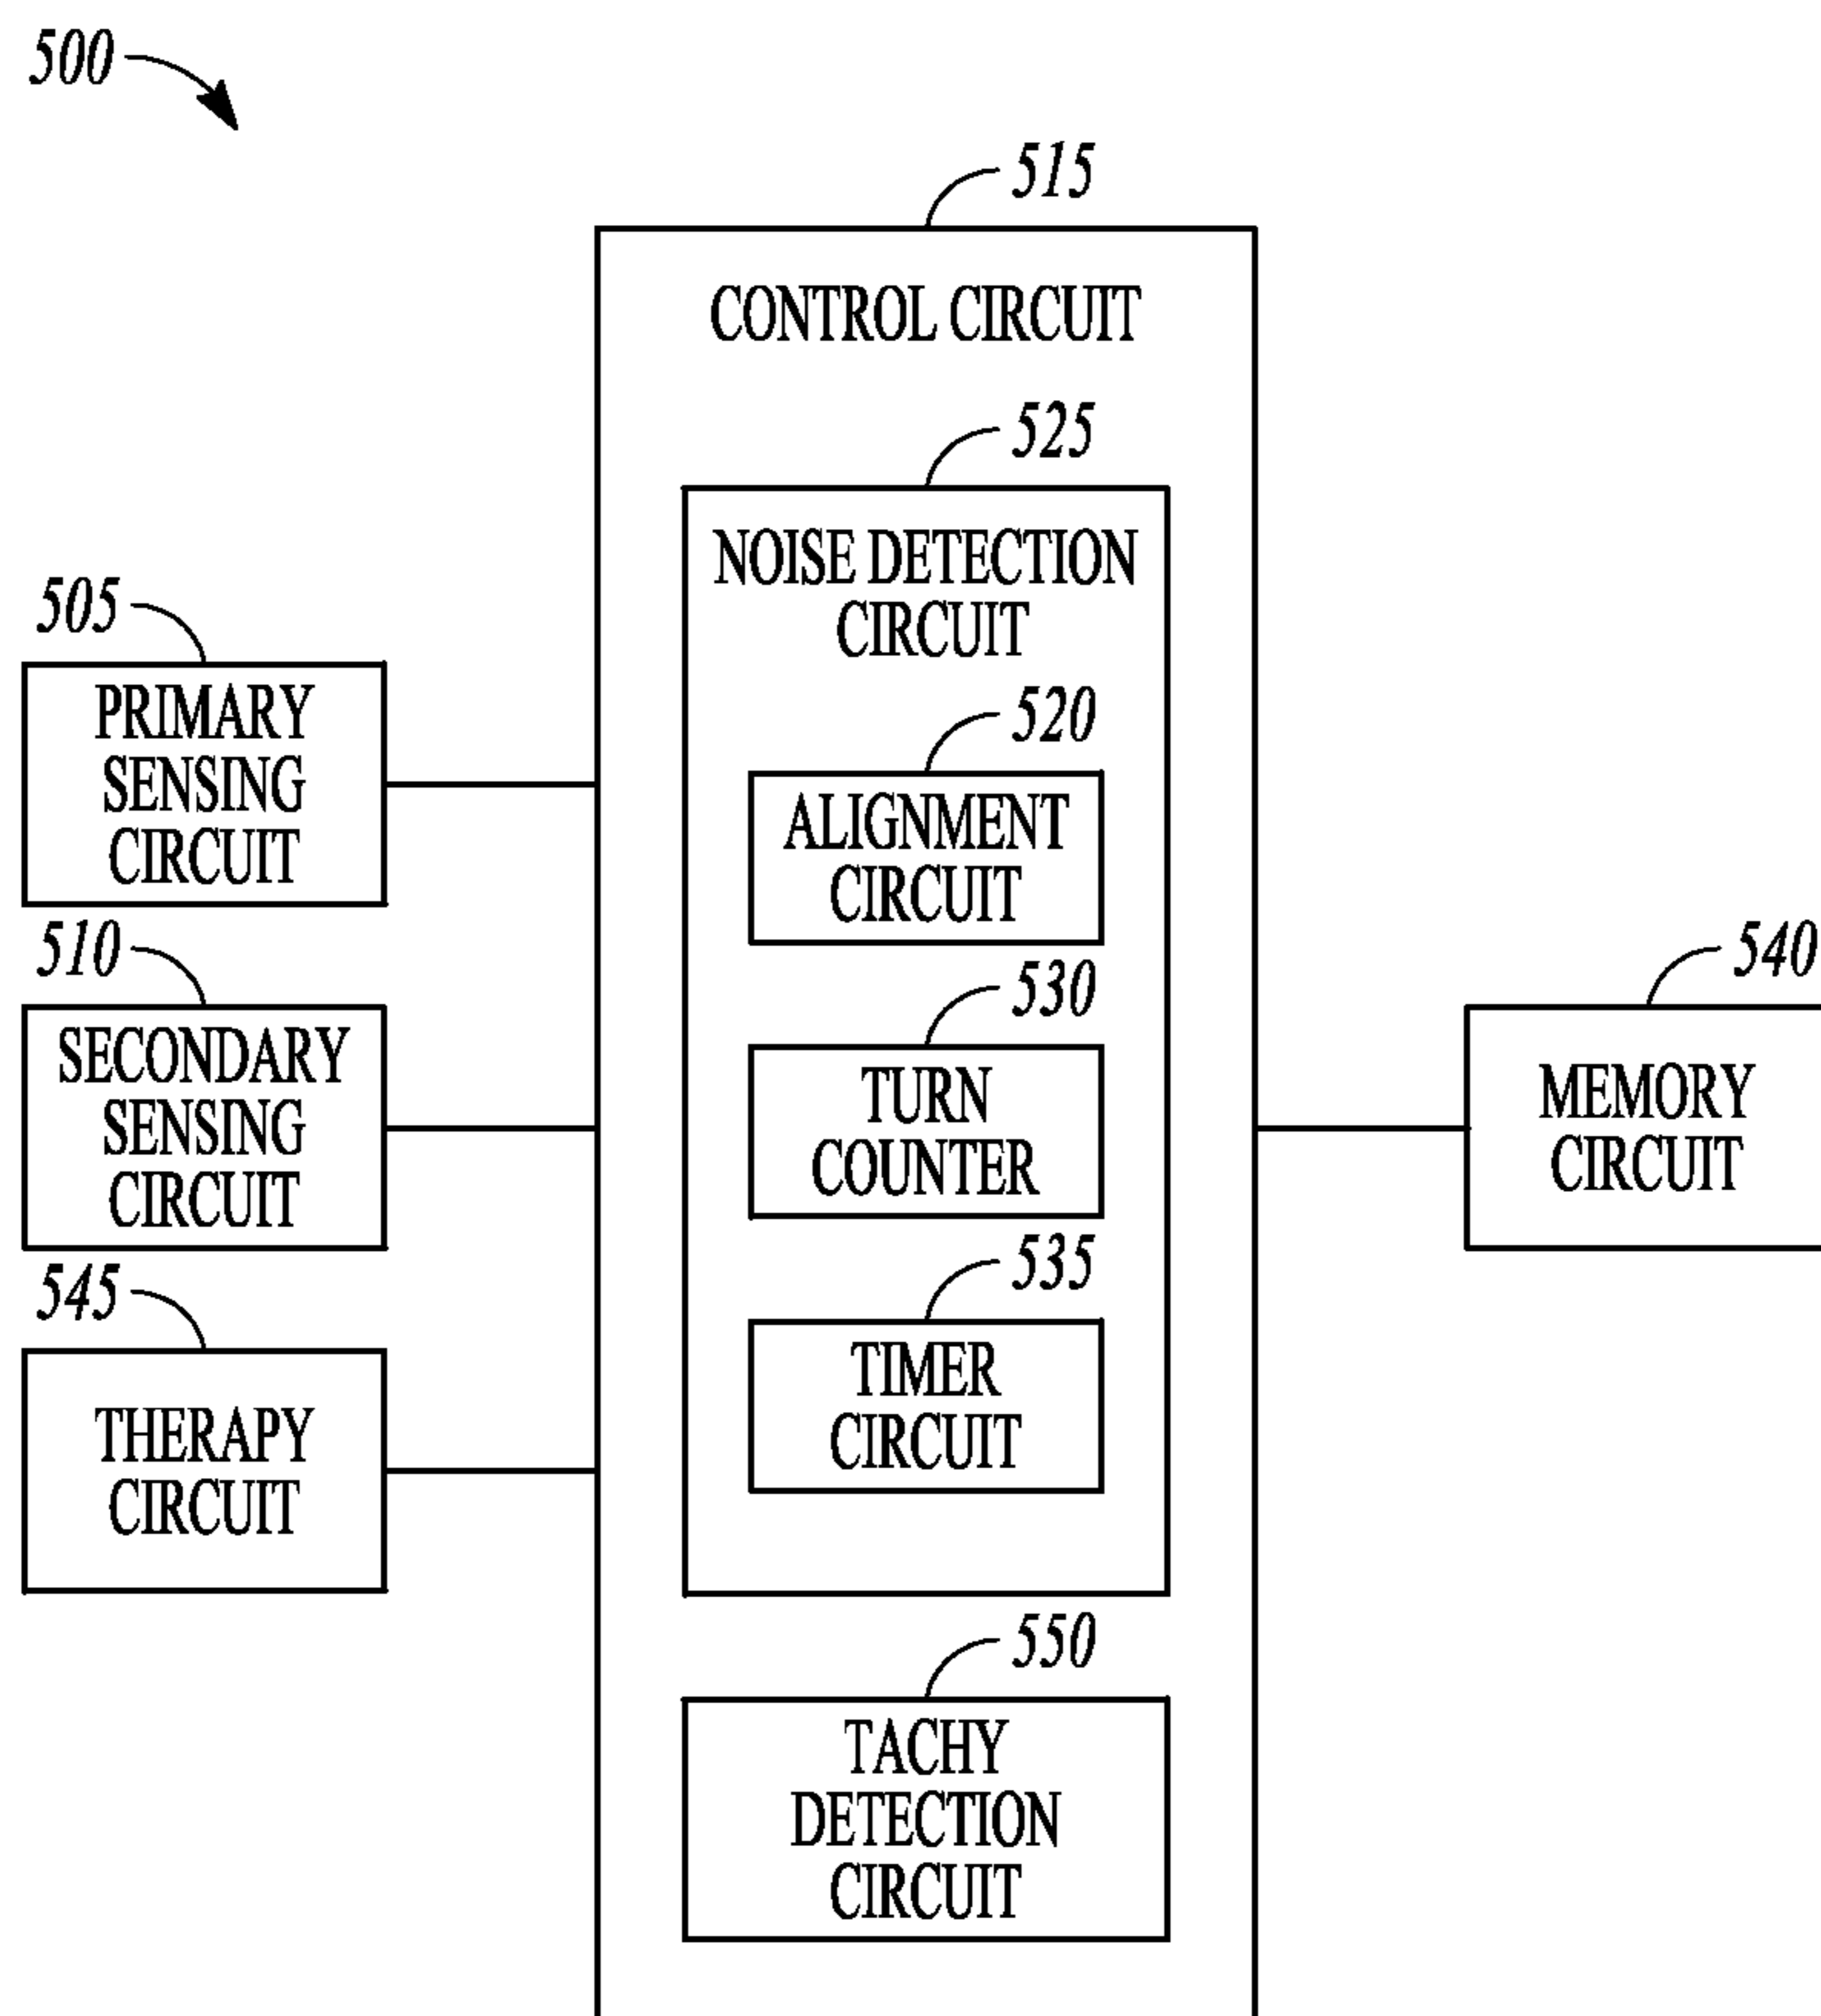 500
515
CONTROL CIRCUIT
525
NOISE DETECTION
CIRCUIT
505
PRIMARY
SENSING
CIRCUIT
520
ALIGNMENT
CIRCUIT
510
SECONDARY
SENSING
CIRCUIT
530
TURN
COUNTER
540
MEMORY
CIRCUIT
545
THERAPY
CIRCUIT
535
TIMER
CIRCUIT
550
TACHY
DETECTION
CIRCUIT